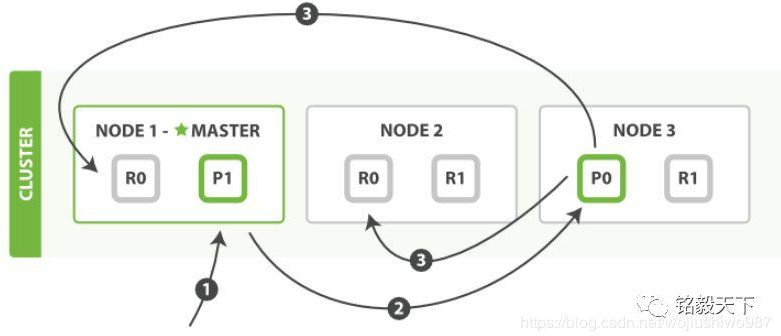 3
CLUSTER
NODE 1 - ★ MASTER
NODE 2
NODE 3
R0
P1
R0
R1
P0
R1
3
1
2
铭毅天下
https://blog.csdn.net/wojiushiwo987